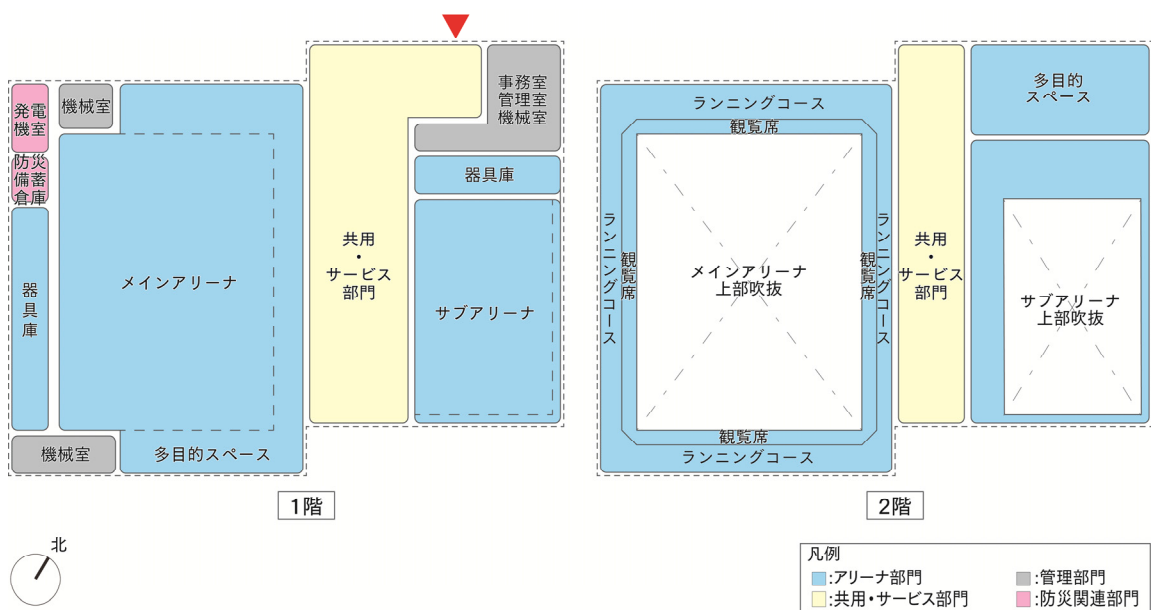 発電
機室
機械室
防災
備蓄
倉庫
器具庫
機械室
メインアリーナ
多目的スペース
共用
・
サービス
部門
事務室
管理室
機械室
器具庫
サブアリーナ
1階
ランニングコース
観覧席
ランニングコース
観覧席
メインアリーナ
上部吹抜
観覧席
ランニングコース
観覧席
ランニングコース
共用
・
サービス
部門
多目的
スペース
サブアリーナ
上部吹抜
2階
北
凡例
:アリーナ部門
:管理部門
:共用・サービス部門
:防災関連部門